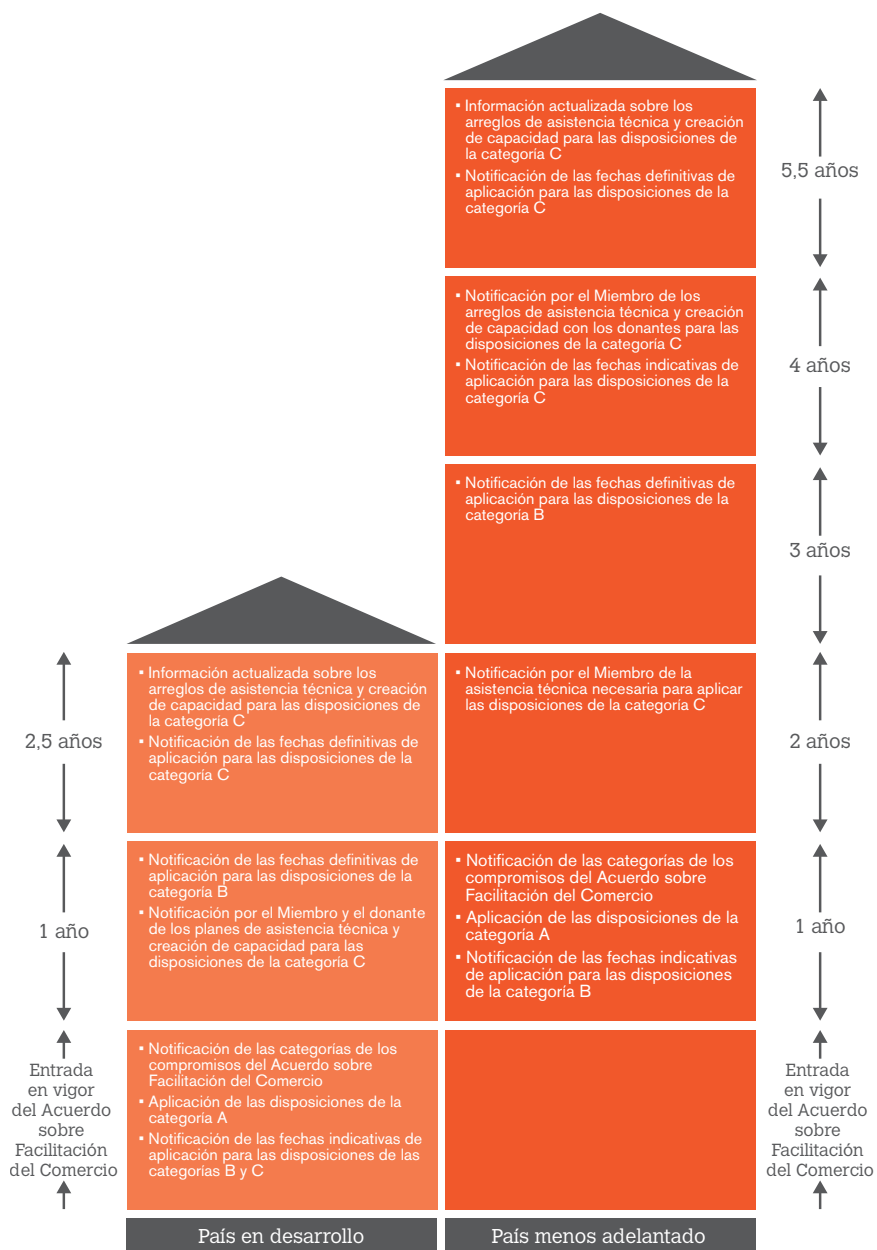 ▪ Información actualizada sobre los
arreglos de asistencia técnica y creación
de capacidad para las disposiciones de
la categoría C
▪ Notificación de las fechas definitivas de
aplicación para las disposiciones de la
categoría C
5,5 años
▪ Notificación por el Miembro de los
arreglos de asistencia técnica y creación
de capacidad con los donantes para las
disposiciones de la categoría C
▪ Notificación de las fechas indicativas de
aplicación para las disposiciones de la
categoría C
4 años
▪ Notificación de las fechas definitivas de
aplicación para las disposiciones de la
categoría B
3 años
2,5 años
▪ Información actualizada sobre los
arreglos de asistencia técnica y creación
de capacidad para las disposiciones de
la categoría C
▪ Notificación de las fechas definitivas de
aplicación para las disposiciones de la
categoría C
▪ Notificación por el Miembro de la
asistencia técnica necesaria para aplicar
las disposiciones de la categoría C
2 años
1 año
▪ Notificación de las fechas definitivas de
aplicación para las disposiciones de la
categoría B
▪ Notificación por el Miembro y el donante
de los planes de asistencia técnica y
creación de capacidad para las
disposiciones de la categoría C
▪ Notificación de las categorías de los
compromisos del Acuerdo sobre
Facilitación del Comercio
▪ Aplicación de las disposiciones de la
categoría A
▪ Notificación de las fechas indicativas
de aplicación para las disposiciones
de la categoría B
1 año
Entrada
en vigor
del Acuerdo
sobre
Facilitación
del Comercio
▪ Notificación de las categorías de los
compromisos del Acuerdo sobre
Facilitación del Comercio
▪ Aplicación de las disposiciones de la
categoría A
▪ Notificación de las fechas indicativas de
aplicación para las disposiciones de las
categorías B y C
Entrada
en vigor
del Acuerdo
sobre
Facilitación
del Comercio
País en desarrollo
País menos adelantado